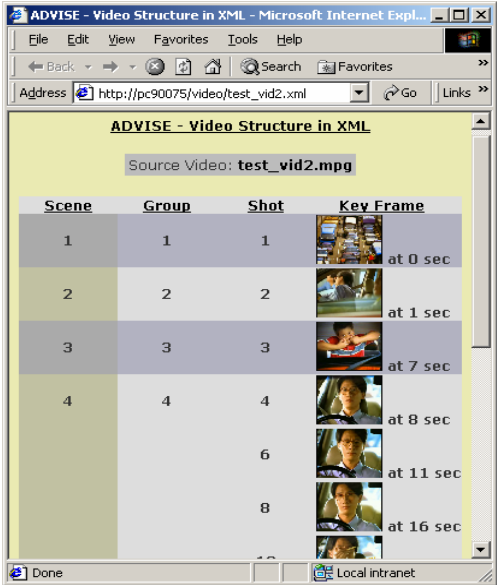 ADVISE - Video Structure in XML - Microsoft Internet Expl...
File Edit View Favorites Tools Help
Back Search Favorites »
Address http://pc90075/video/test_vid2.xml Go Links »
ADVISE - Video Structure in XML
Source Video: test_vid2.mpg
Scene Group Shot Key Frame
1 1 1 at 0 sec
2 2 2 at 1 sec
3 3 3 at 7 sec
4 4 4 at 8 sec
6 at 11 sec
8 at 16 sec
Done Local intranet